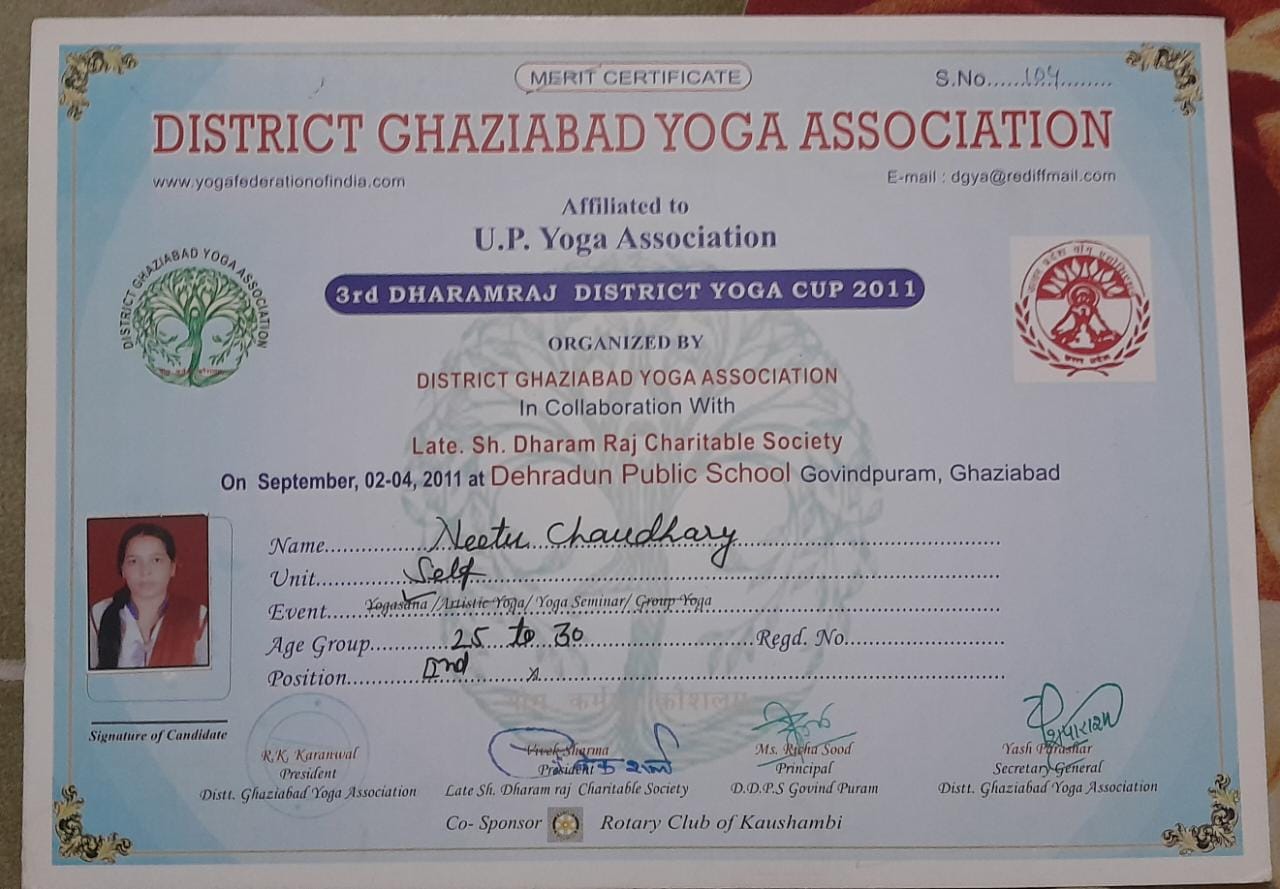 MERIT CERTIFICATE
S.No......104.........
DISTRICT GHAZIABAD YOGA ASSOCIATION
www.yogafederationofindia.com
E-mail : dgya@rediffmail.com
Affiliated to
U.P. Yoga Association
DISTRICT GHAZIABAD YOGA ASSOCIATION
3rd DHARAMRAJ DISTRICT YOGA CUP 2011
उत्तर प्रदेश
ORGANIZED BY
DISTRICT GHAZIABAD YOGA ASSOCIATION
In Collaboration With
Late. Sh. Dharam Raj Charitable Society
On September, 02-04, 2011 at Dehradun Public School Govindpuram, Ghaziabad
Name Neetu Chaudhary
Unit Self
Event Yogasana /Artistic Yoga/ Yoga Seminar/ Group Yoga
Age Group 25 to 30 Regd. No.
Position IInd x
Signature of Candidate
R.K. Karanwal
President
Distt. Ghaziabad Yoga Association
Vivek Sharma
President
Late Sh. Dharam raj Charitable Society
Ms. Richa Sood
Principal
D.D.P.S Govind Puram
Yash Parashar
Secretary General
Distt. Ghaziabad Yoga Association
Co- Sponsor Rotary Club of Kaushambi